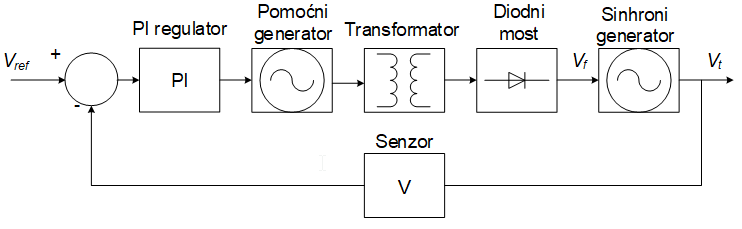 PI regulator
Pomoćni
generator
Transformator
Diodni
most
Sinhroni
generator
Vref
+
-
PI
Vf
Vt
Senzor
V